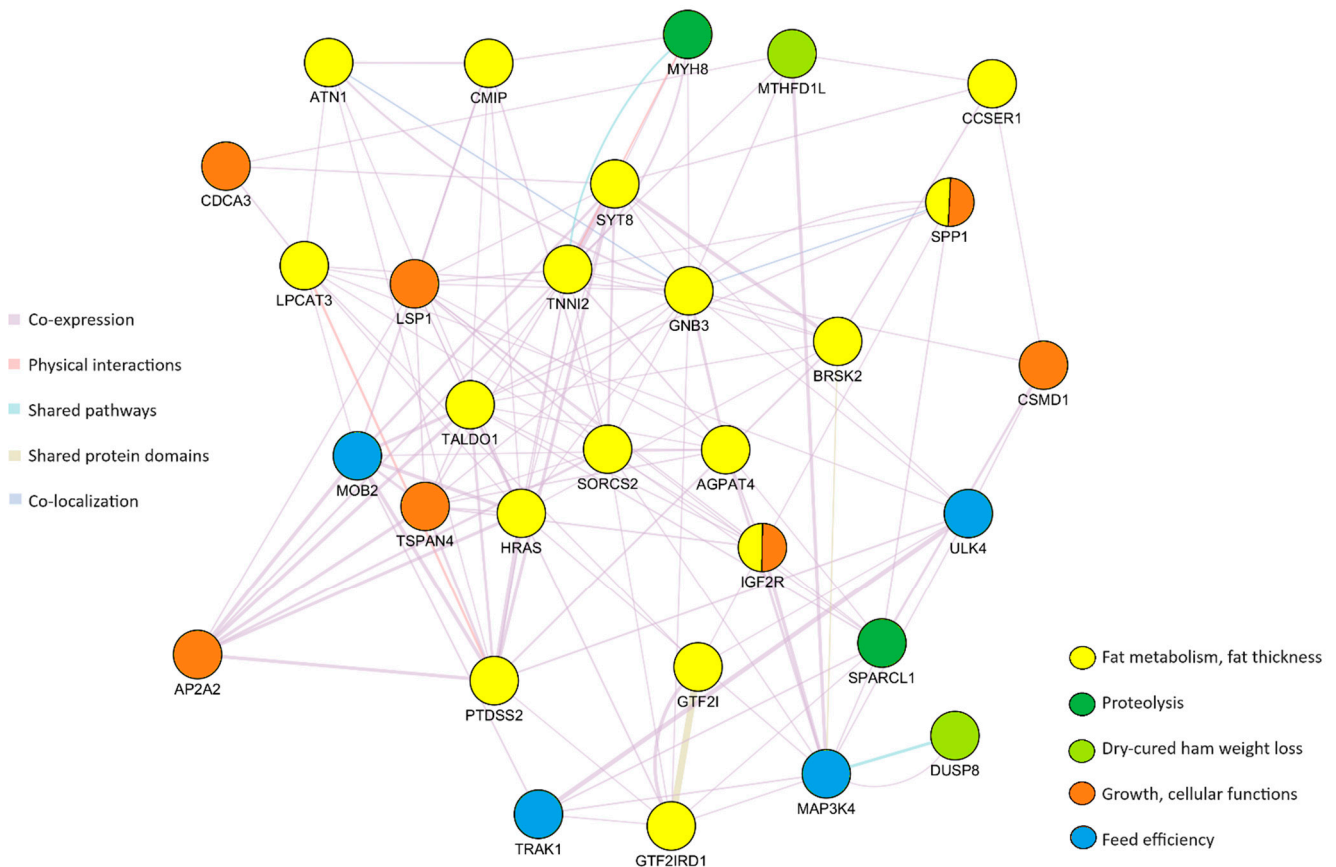 MYH8
MTHFD1L
ATN1
CMIP
CCSER1
CDCA3
SYT8
SPP1
LPCAT3
LSP1
TNNI2
GNB3
Co-expression
Physical interactions
Shared pathways
Shared protein domains
Co-localization
BRSK2
CSMD1
TALDO1
MOB2
SORCS2
AGPAT4
TSPAN4
HRAS
ULK4
IGF2R
AP2A2
PTDSS2
GTF2I
SPARCL1
DUSP8
MAP3K4
TRAK1
GTF2IRD1
Fat metabolism, fat thickness
Proteolysis
Dry-cured ham weight loss
Growth, cellular functions
Feed efficiency